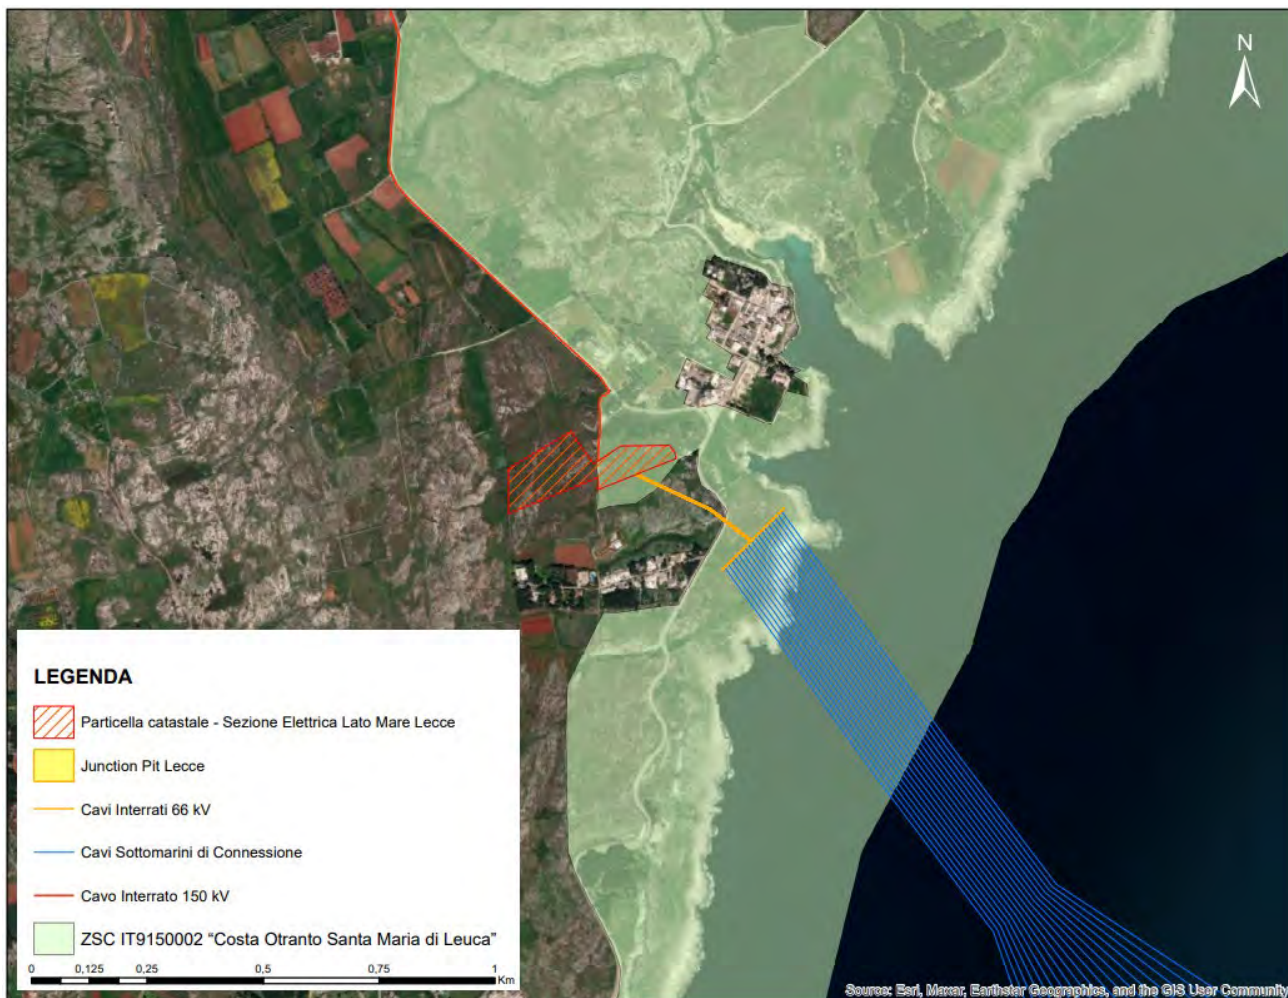 N
LEGENDA
Particella catastale - Sezione Elettrica Lato Mare Lecce
Junction Pit Lecce
Cavi Interrati 66 kV
Cavi Sottomarini di Connessione
Cavo Interrato 150 kV
ZSC IT9150002 “Costa Otranto Santa Maria di Leuca”
0 0,125 0,25 0,5 0,75 1
Km
Source: Esri, Maxar, Earthstar Geographics, and the GIS User Community